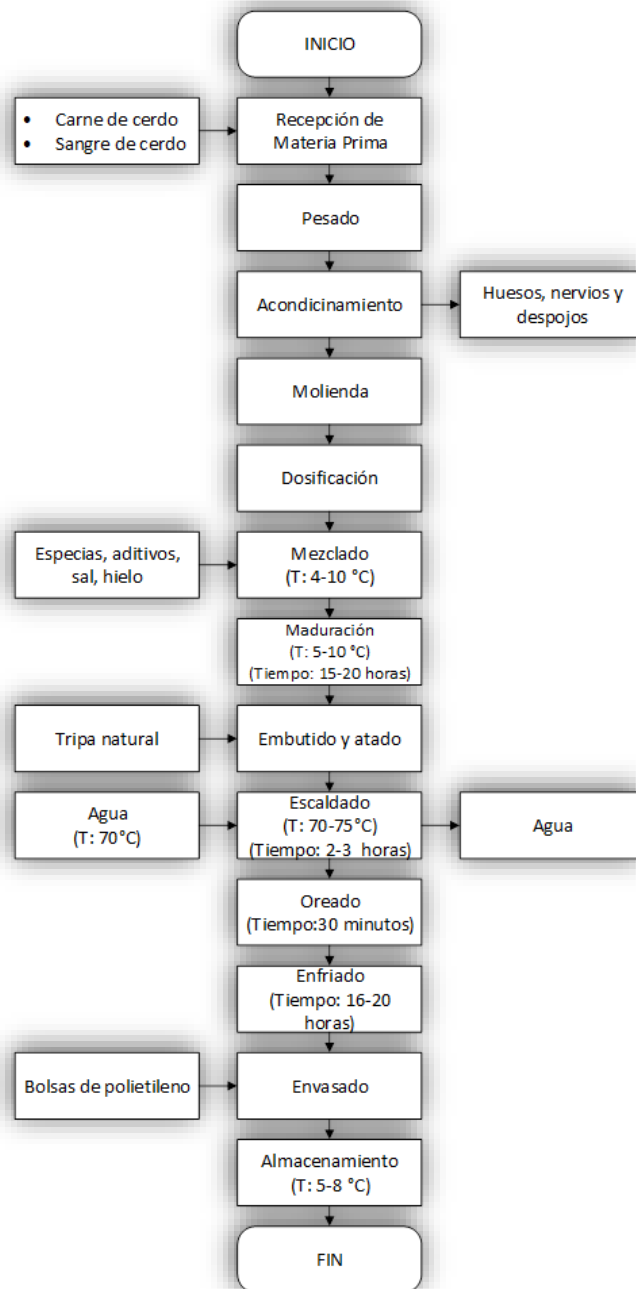 INICIO
• Carne de cerdo
• Sangre de cerdo
Recepción de
Materia Prima
Pesado
Acondicinamiento
Huesos, nervios y
despojos
Molienda
Dosificación
Especias, aditivos,
sal, hielo
Mezclado
(T: 4-10 °C)
Maduración
(T: 5-10 °C)
(Tiempo: 15-20 horas)
Tripa natural
Embutido y atado
Agua
(T: 70°C)
Escaldado
(T: 70-75°C)
(Tiempo: 2-3 horas)
Agua
Oreado
(Tiempo:30 minutos)
Enfriado
(Tiempo: 16-20
horas)
Bolsas de polietileno
Envasado
Almacenamiento
(T: 5-8 °C)
FIN